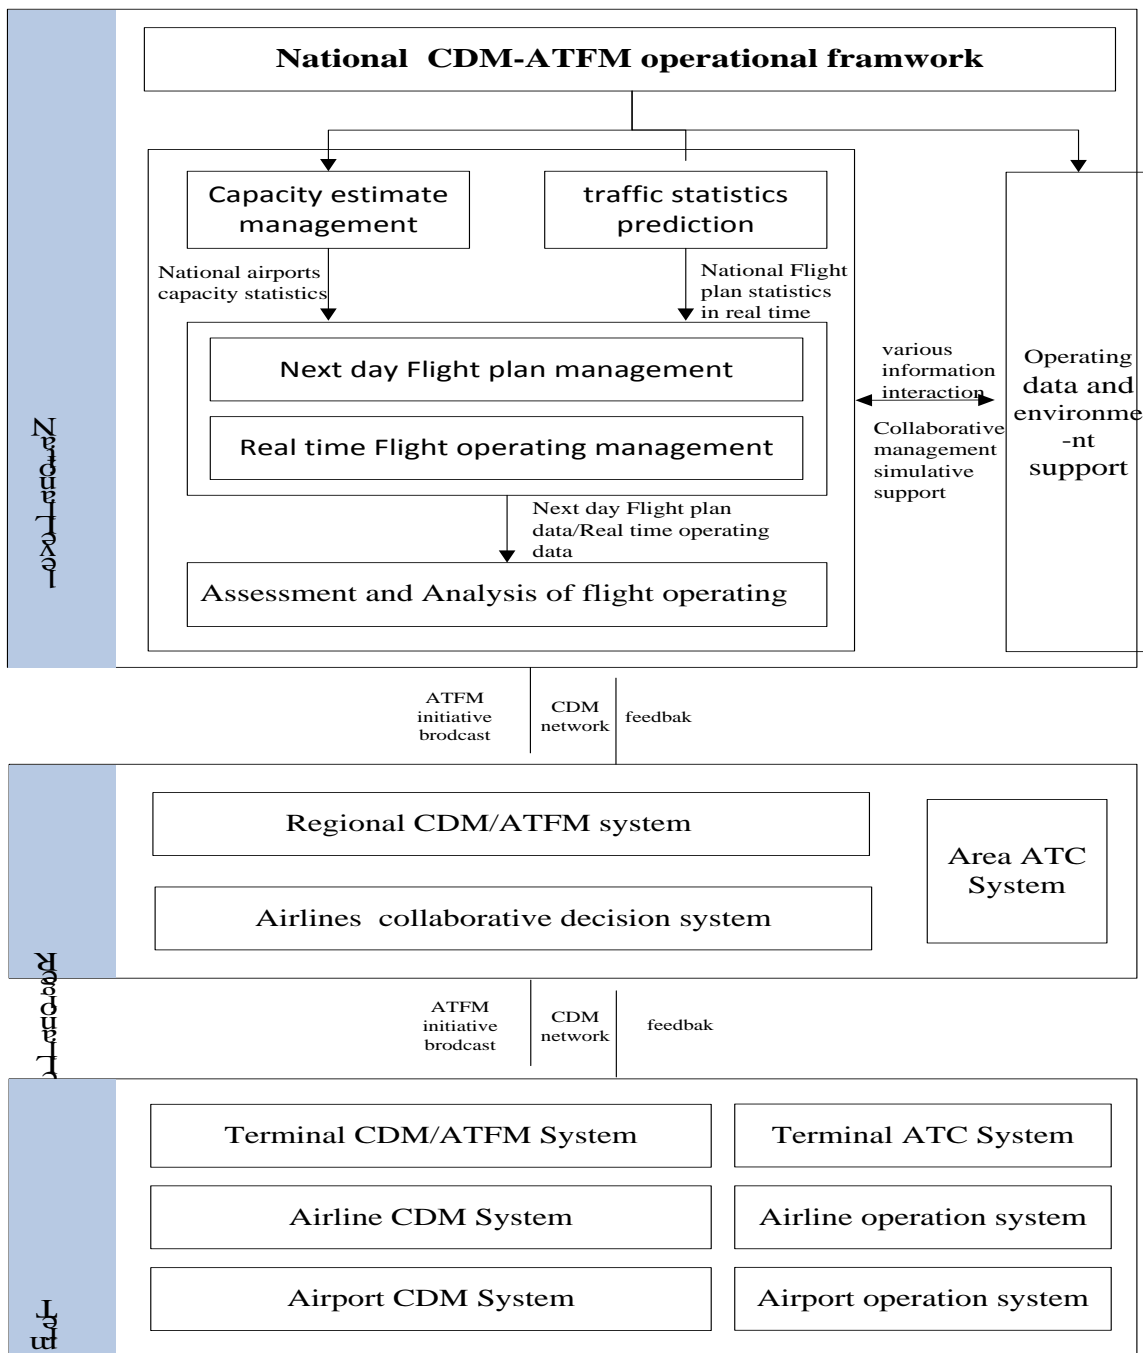 National CDM-ATFM operational framwork
Capacity estimate
management
traffic statistics
prediction
National airports
capacity statistics
National Flight
plan statistics
in real time
Next day Flight plan management
Real time Flight operating management
various
information
interaction
Collaborative
management
simulative
support
Operating
data and
environme
-nt
support
Next day Flight plan
data/Real time operating
data
Assessment and Analysis of flight operating
National Level
ATFM
initiative
brodcast
CDM
network
feedbak
Regional CDM/ATFM system
Airlines collaborative decision system
Area ATC
System
Regional L
ATFM
initiative
brodcast
CDM
network
feedbak
Terminal CDM/ATFM System
Terminal ATC System
Airline CDM System
Airline operation system
Airport CDM System
Airport operation system
Term